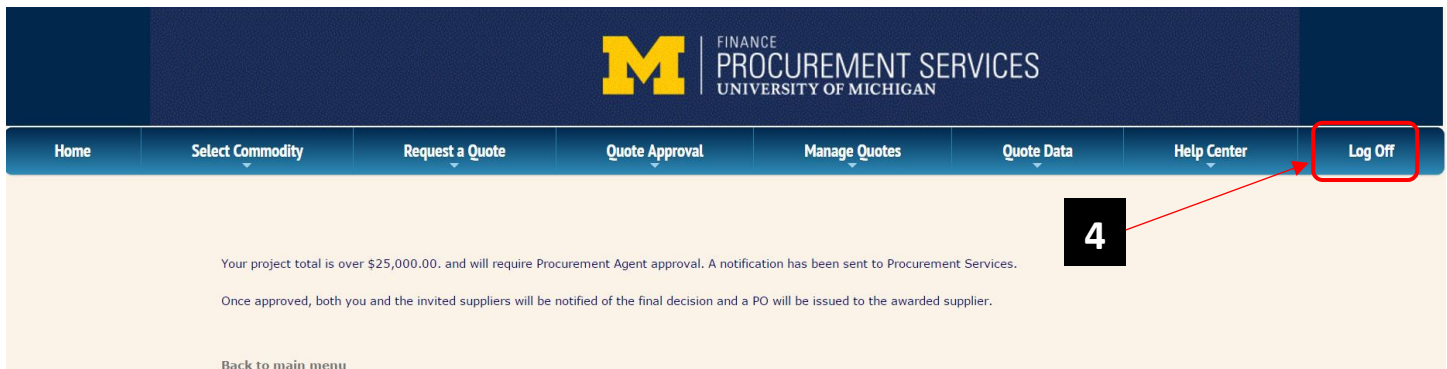 M
FINANCE
PROCUREMENT SERVICES
UNIVERSITY OF MICHIGAN
Home Select Commodity Request a Quote Quote Approval Manage Quotes Quote Data Help Center Log Off
4
Your project total is over $25,000.00. and will require Procurement Agent approval. A notification has been sent to Procurement Services.
Once approved, both you and the invited suppliers will be notified of the final decision and a PO will be issued to the awarded supplier.
Back to main menu